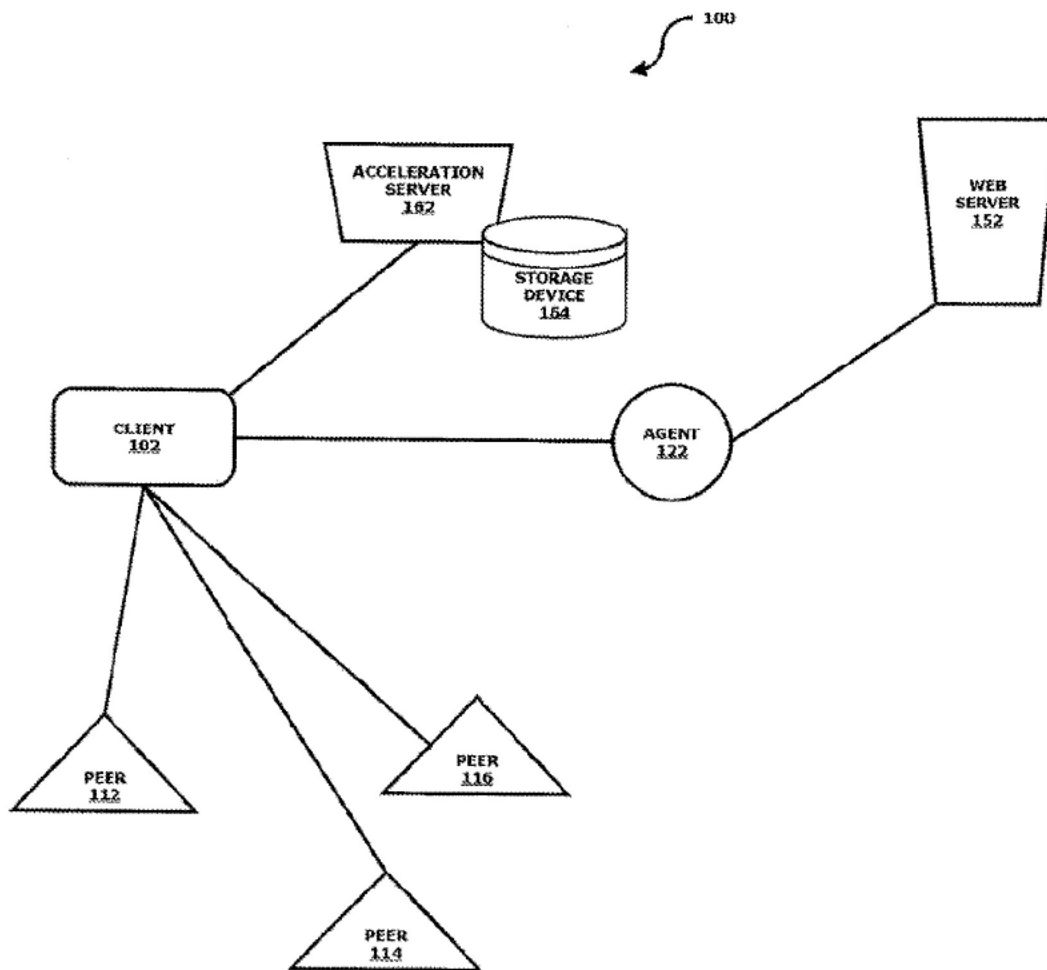 100
ACCELERATION
SERVER
162
WEB
SERVER
152
STORAGE
DEVICE
164
CLIENT
102
AGENT
122
PEER
112
PEER
116
PEER
114